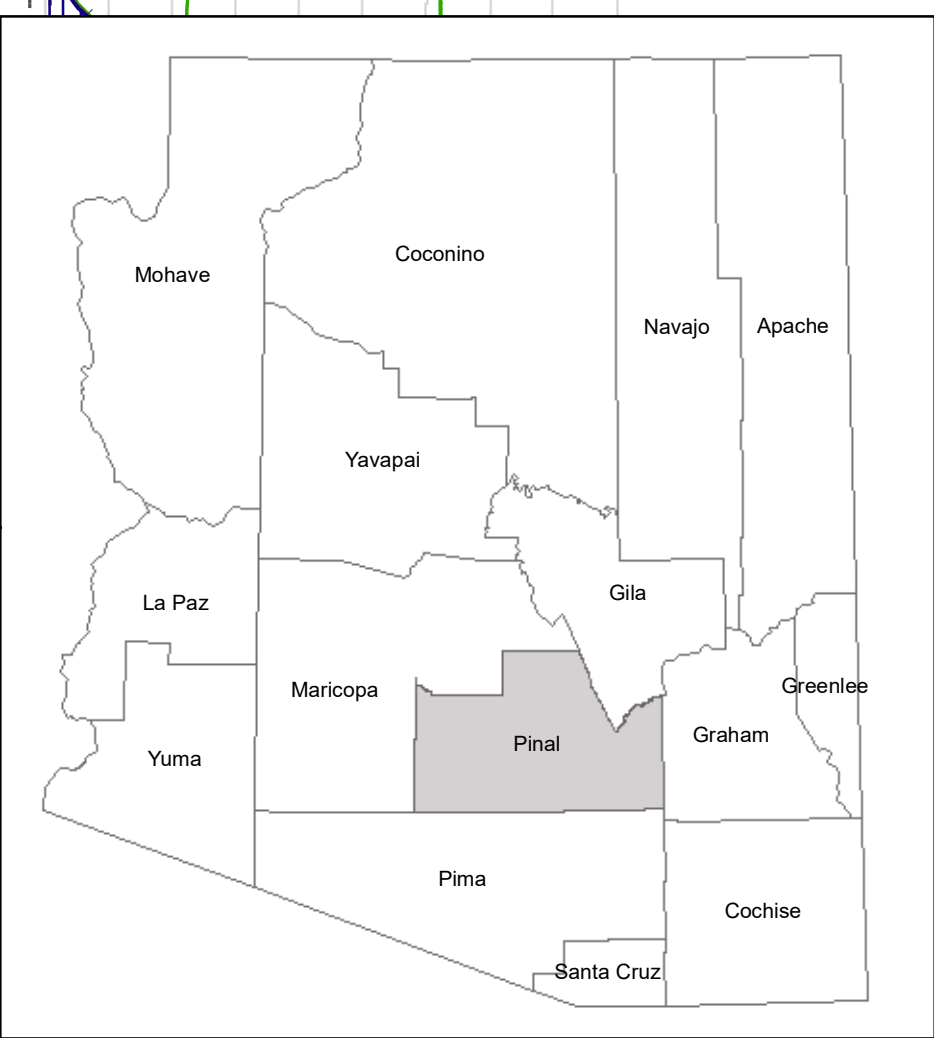 Coconino
Mohave
Navajo
Apache
Yavapai
Gila
La Paz
Greenlee
Maricopa
Graham
Pinal
Yuma
Pima
Cochise
Santa Cruz